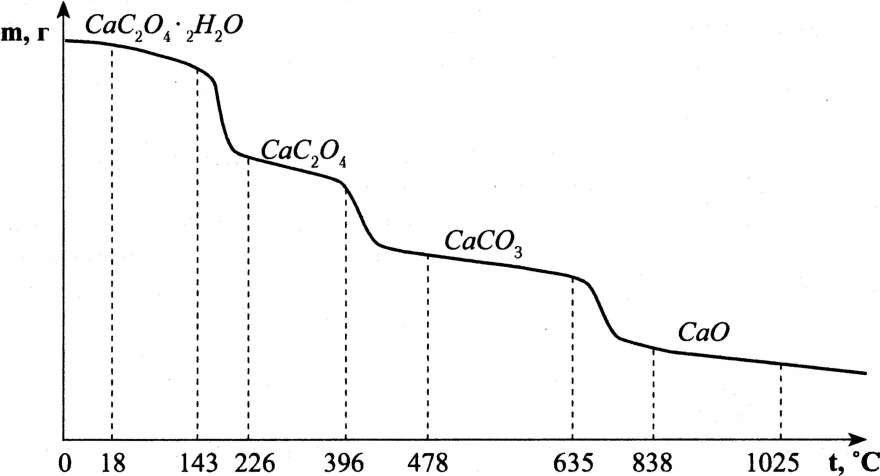 m, г
CaC₂O₄·₂H₂O
CaC₂O₄
CaCO₃
CaO
0 18 143 226 396 478 635 838 1025 t, °C